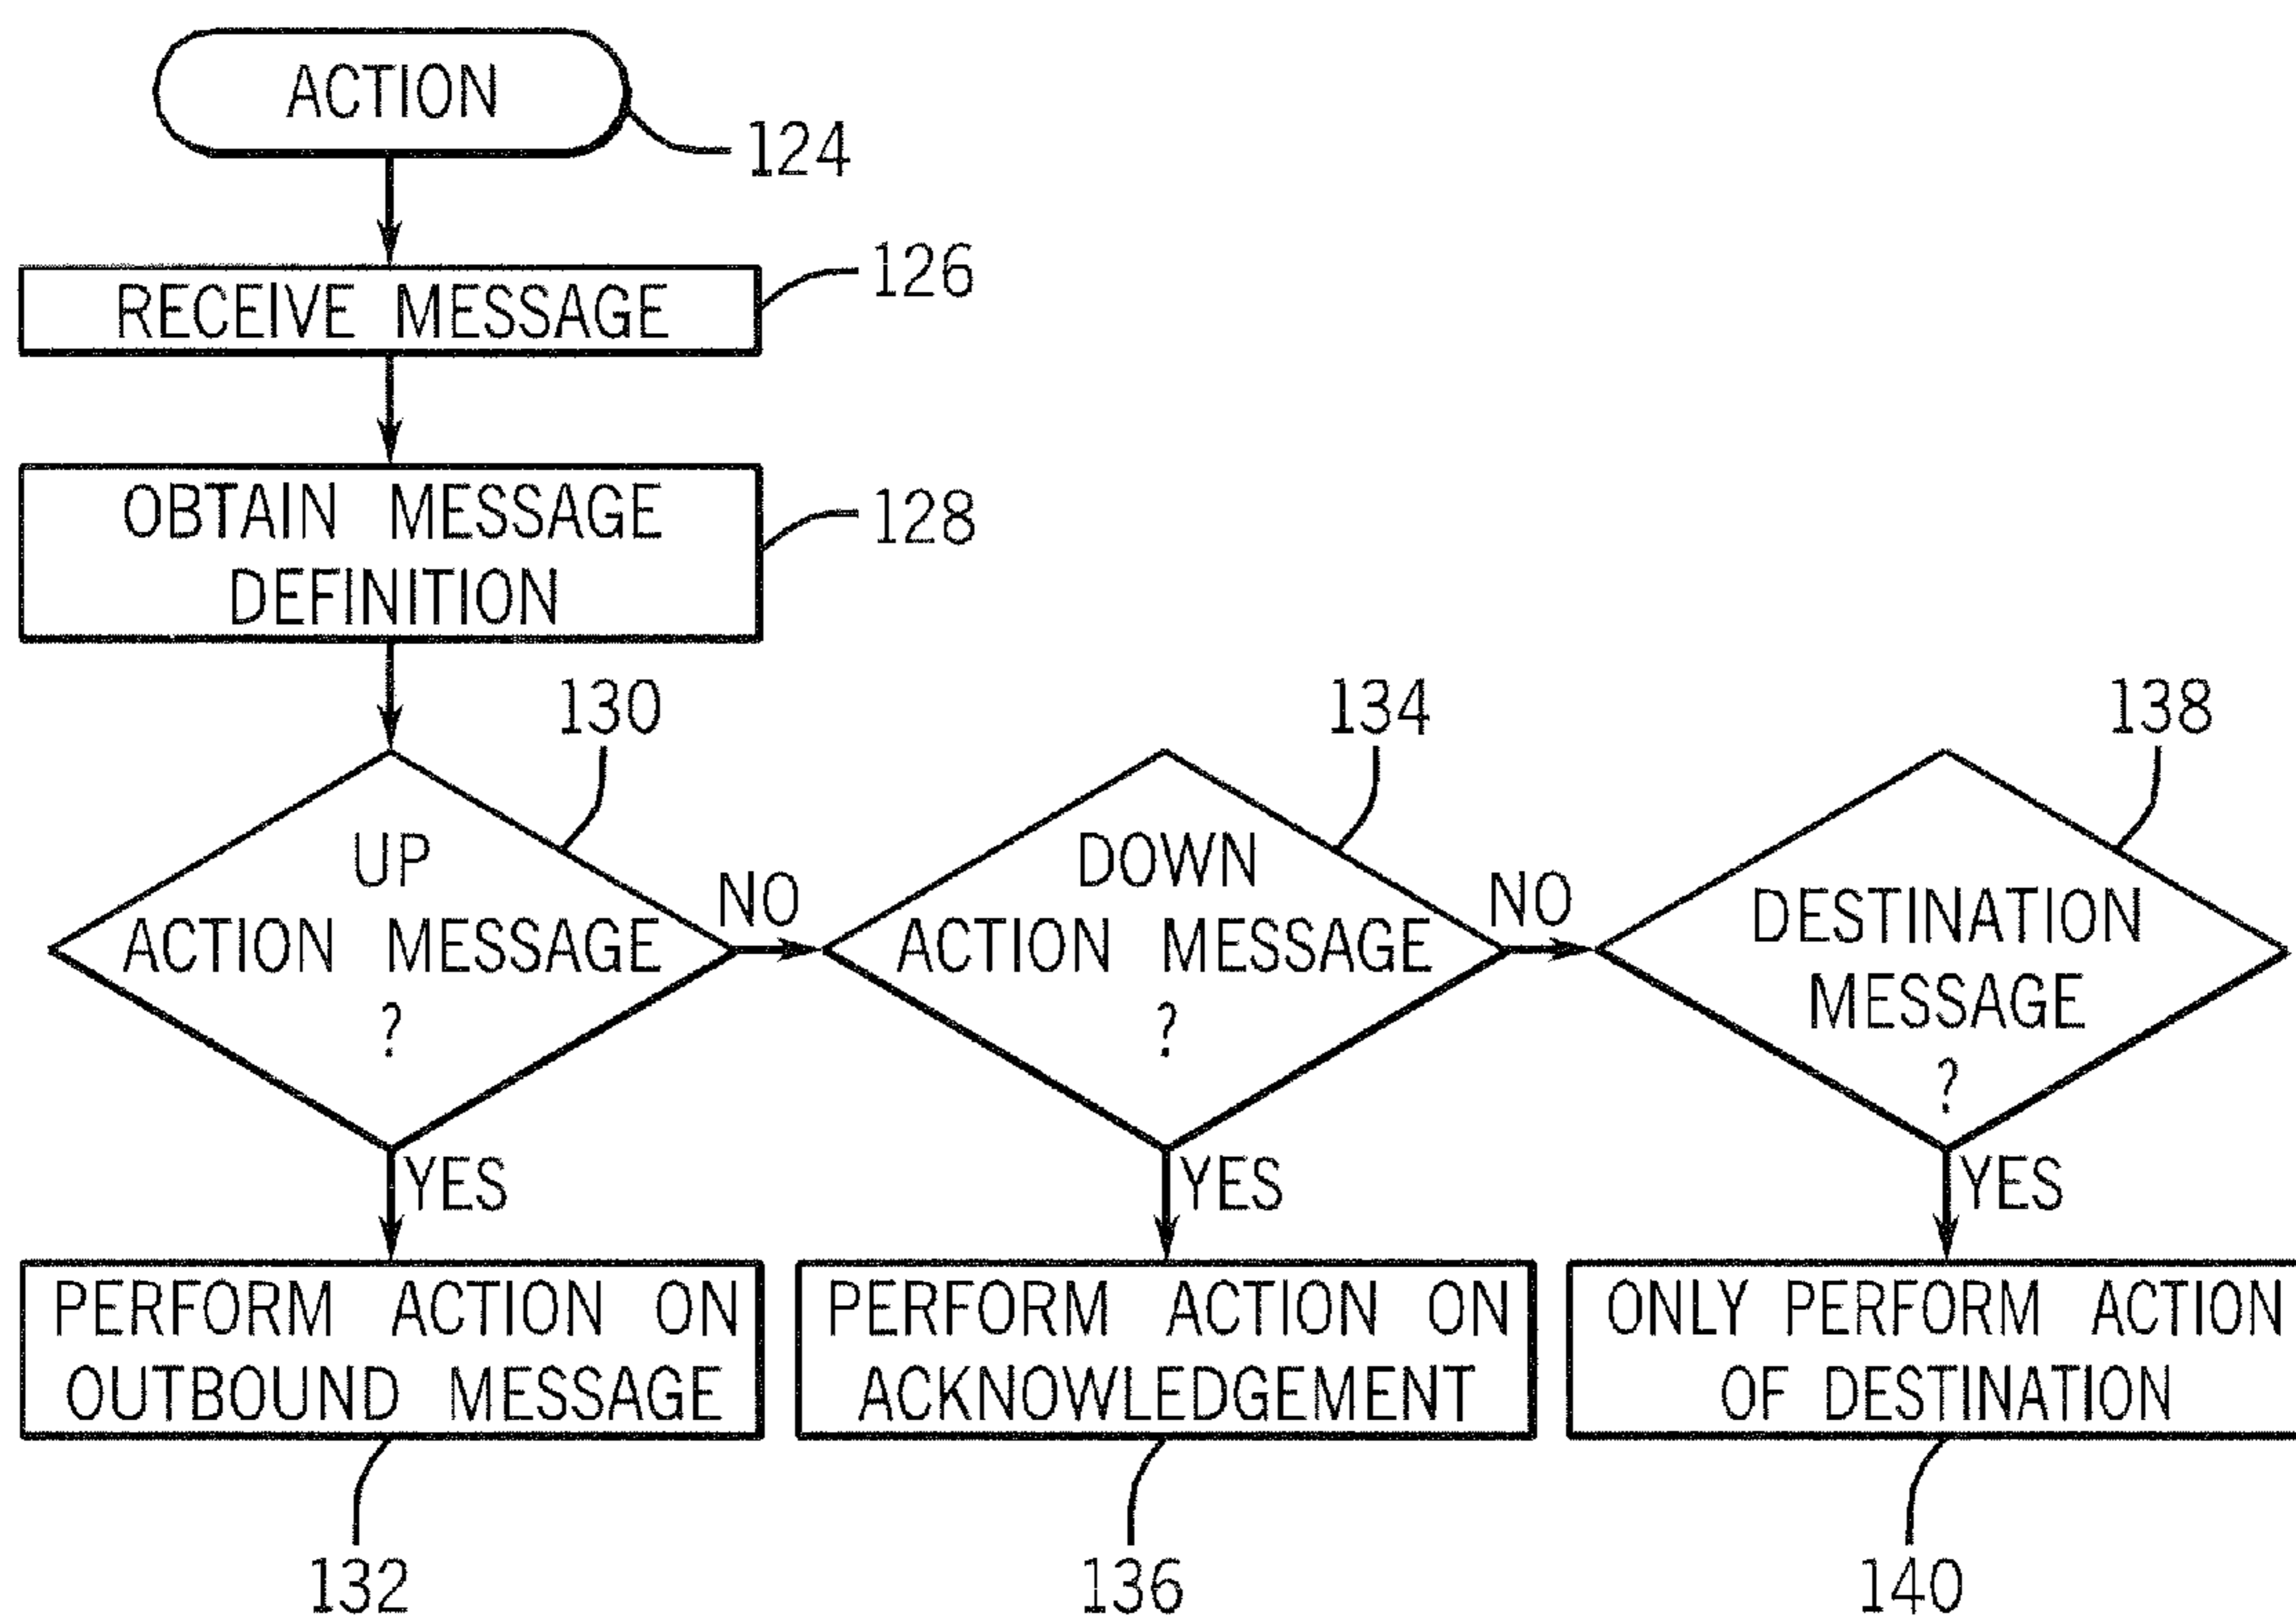 ACTION
124
RECEIVE MESSAGE
126
OBTAIN MESSAGE
DEFINITION
128
130
134
138
UP
ACTION MESSAGE
?
NO
DOWN
ACTION MESSAGE
?
NO
DESTINATION
MESSAGE
?
YES
YES
YES
PERFORM ACTION ON
OUTBOUND MESSAGE
PERFORM ACTION ON
ACKNOWLEDGEMENT
ONLY PERFORM ACTION
OF DESTINATION
132
136
140